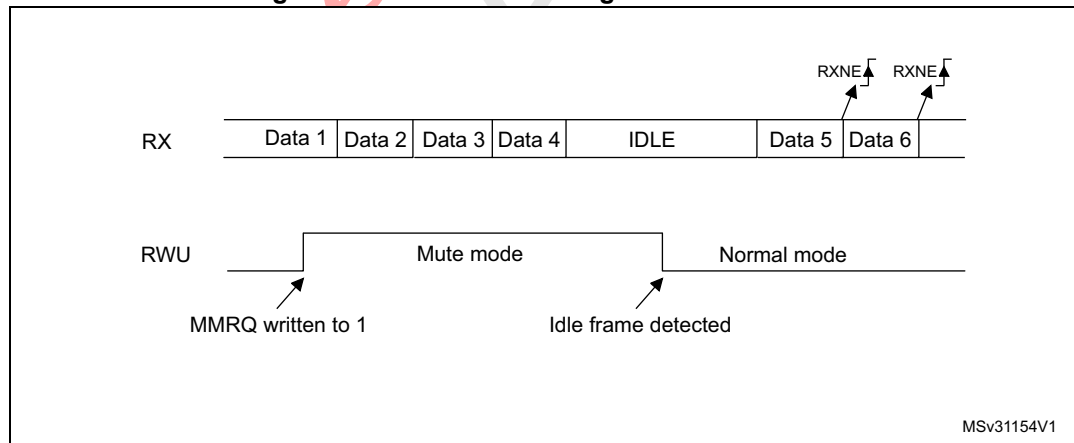 RXNE RXNE
RX Data 1 Data 2 Data 3 Data 4 IDLE Data 5 Data 6
RWU Mute mode Normal mode
MMRQ written to 1 Idle frame detected
MSv31154V1